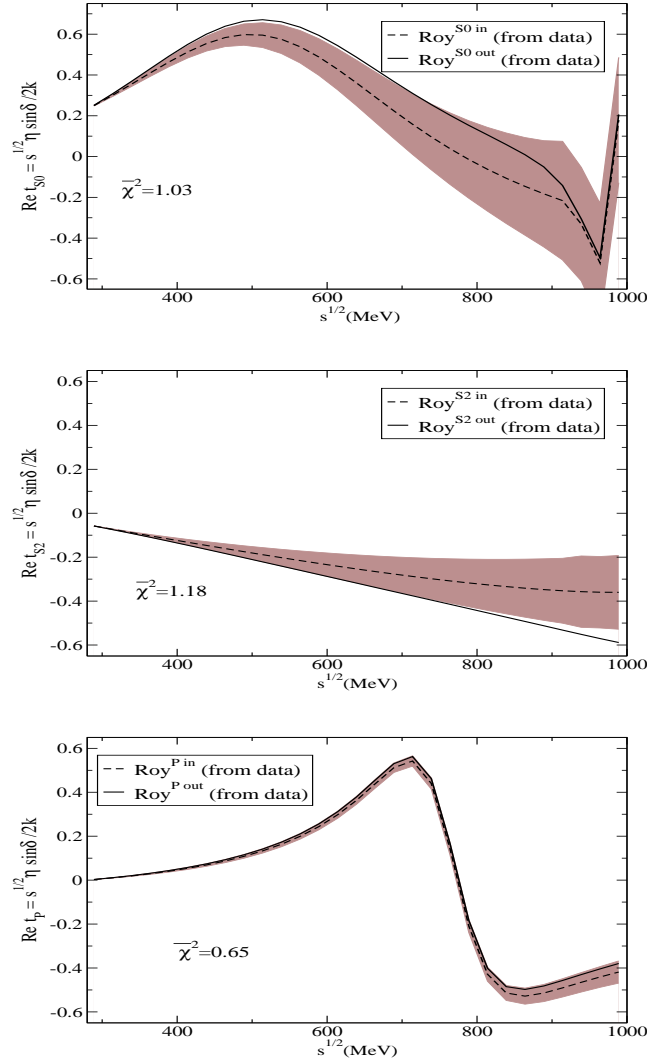 0.6
0.4
0.2
0
-0.2
-0.4
-0.6
Re t_S0 = s^1/2 η sinδ /2k
Roy^S0 in (from data)
Roy^S0 out (from data)
χ̅^2=1.03
400 600 800 1000
s^1/2(MeV)
0.6
0.4
0.2
0
-0.2
-0.4
-0.6
Re t_S2 = s^1/2 η sinδ /2k
Roy^S2 in (from data)
Roy^S2 out (from data)
χ̅^2=1.18
400 600 800 1000
s^1/2(MeV)
0.6
0.4
0.2
0
-0.2
-0.4
-0.6
Re t_P = s^1/2 η sinδ /2k
Roy^P in (from data)
Roy^P out (from data)
χ̅^2=0.65
400 600 800 1000
s^1/2(MeV)